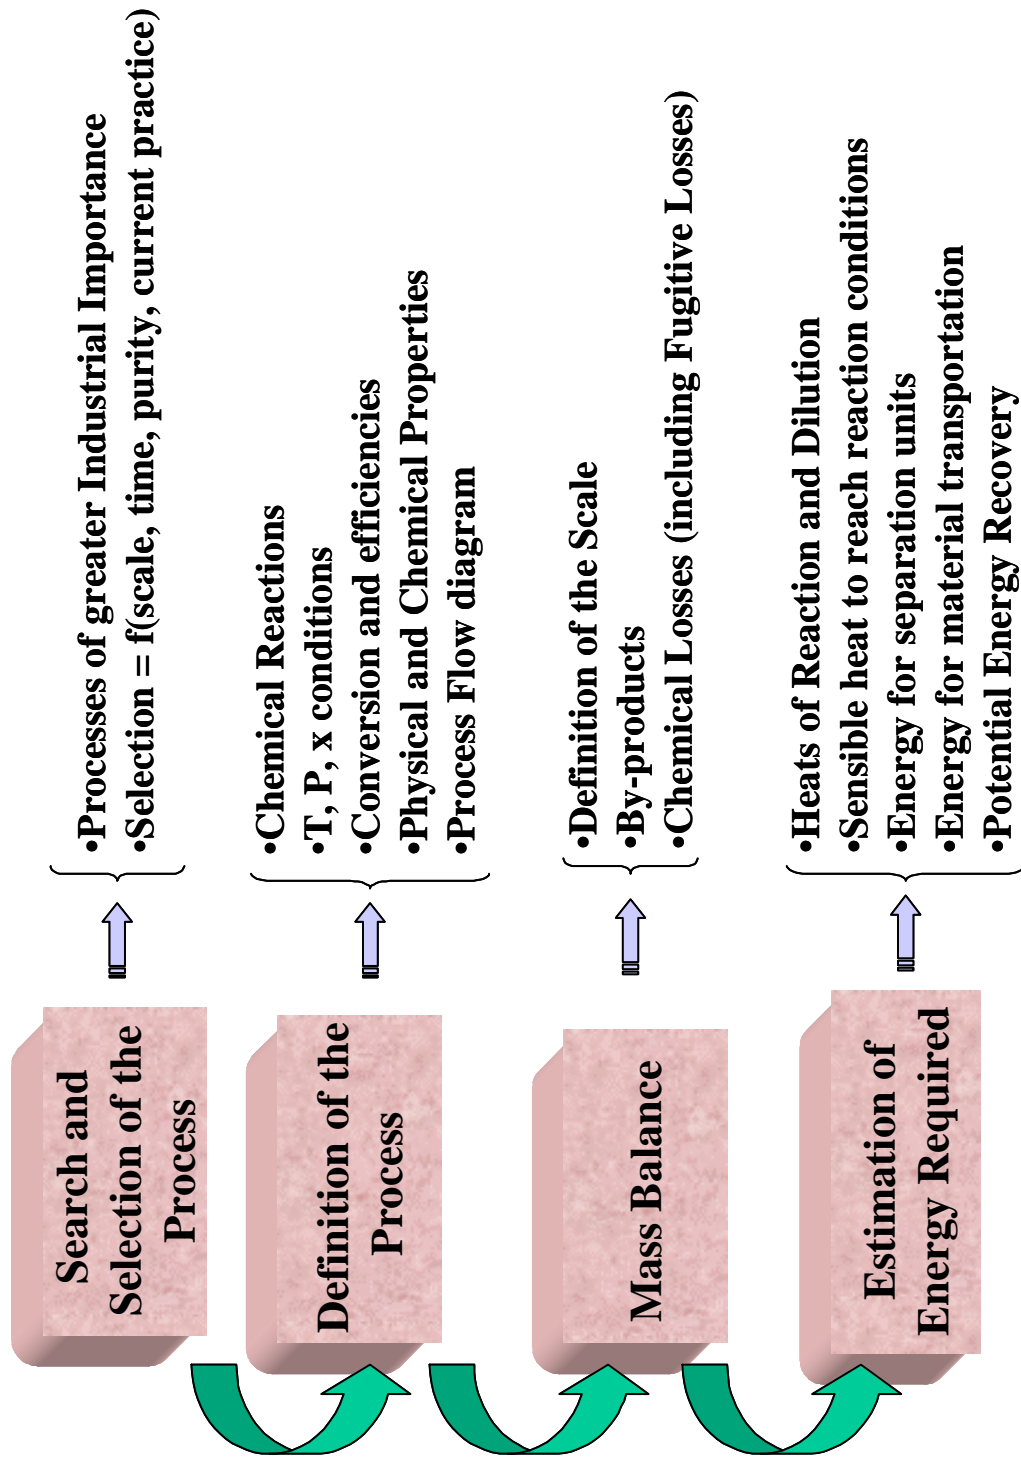 Search and
Selection of the
Process
•Processes of greater Industrial Importance
•Selection = f(scale, time, purity, current practice)
Definition of the
Process
•Chemical Reactions
•T, P, x conditions
•Conversion and efficiencies
•Physical and Chemical Properties
•Process Flow diagram
Mass Balance
•Definition of the Scale
•By-products
•Chemical Losses (including Fugitive Losses)
Estimation of
Energy Required
•Heats of Reaction and Dilution
•Sensible heat to reach reaction conditions
•Energy for separation units
•Energy for material transportation
•Potential Energy Recovery